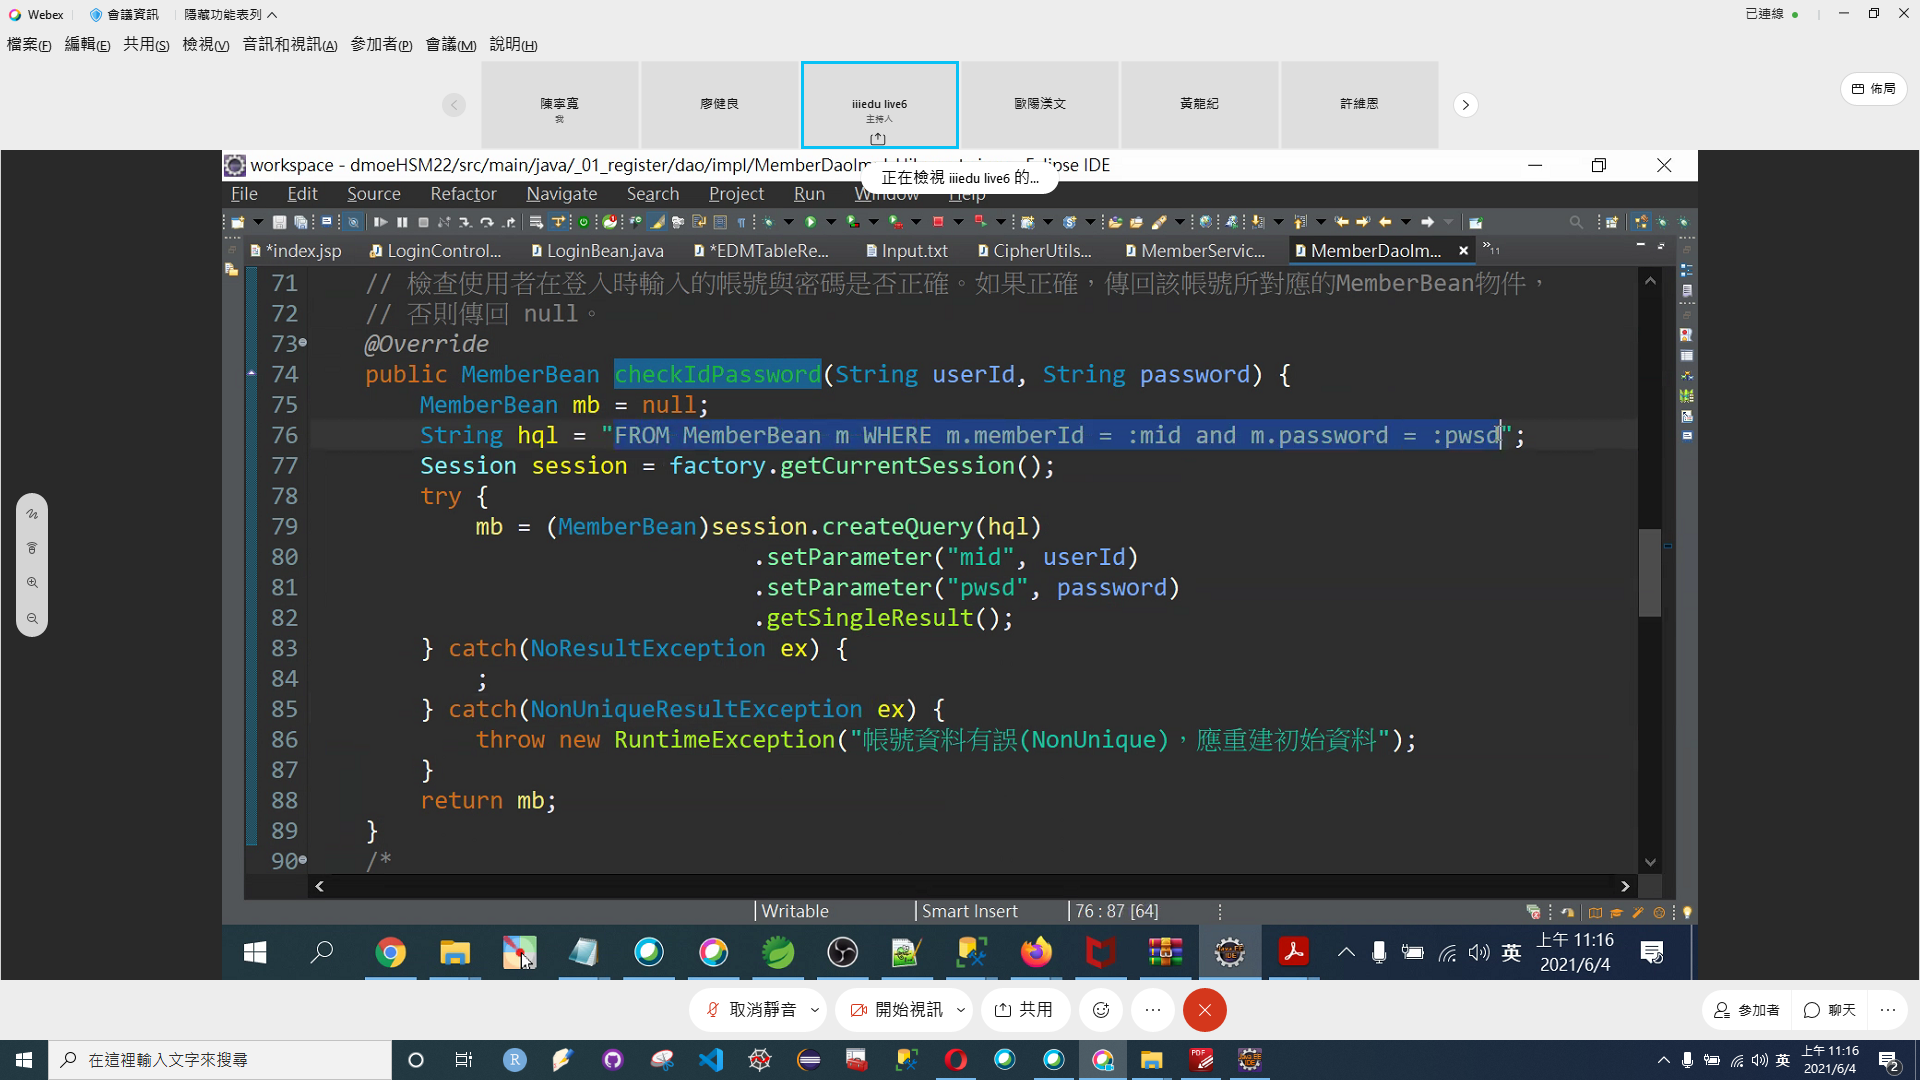 Webex
會議資訊
隱藏功能表列
已連線
檔案(F) 編輯(E) 共用(S) 檢視(V) 音訊和視訊(A) 參加者(P) 會議(M) 說明(H)
陳寧寬
我
廖健良
iiiedu live6
主持人
歐陽渼文
黃龍紀
許維恩
佈局
workspace - dmoeHSM22/src/main/java/_01_register/dao/impl/MemberDaoIm
lipse IDE
正在檢視 iiiedu live6 的...
File Edit Source Refactor Navigate Search Project Run Window Help
*index.jsp LoginControl... LoginBean.java *EDMTableRe... Input.txt CipherUtils... MemberServic... MemberDaoIm... 11
71 // 檢查使用者在登入時輸入的帳號與密碼是否正確。如果正確，傳回該帳號所對應的MemberBean物件，
72 // 否則傳回 null。
73 @Override
74 public MemberBean checkIdPassword(String userId, String password) {
75 MemberBean mb = null;
76 String hql = "FROM MemberBean m WHERE m.memberId = :mid and m.password = :pwsd";
77 Session session = factory.getCurrentSession();
78 try {
79 mb = (MemberBean)session.createQuery(hql)
80 .setParameter("mid", userId)
81 .setParameter("pwsd", password)
82 .getSingleResult();
83 } catch(NoResultException ex) {
84 ;
85 } catch(NonUniqueResultException ex) {
86 throw new RuntimeException("帳號資料有誤(NonUnique)，應重建初始資料");
87 }
88 return mb;
89 }
90 /*
Writable Smart Insert 76 : 87 [64]
英
上午 11:16
2021/6/4
取消靜音
開始視訊
共用
參加者
聊天
在這裡輸入文字來搜尋
英
上午 11:16
2021/6/4
2